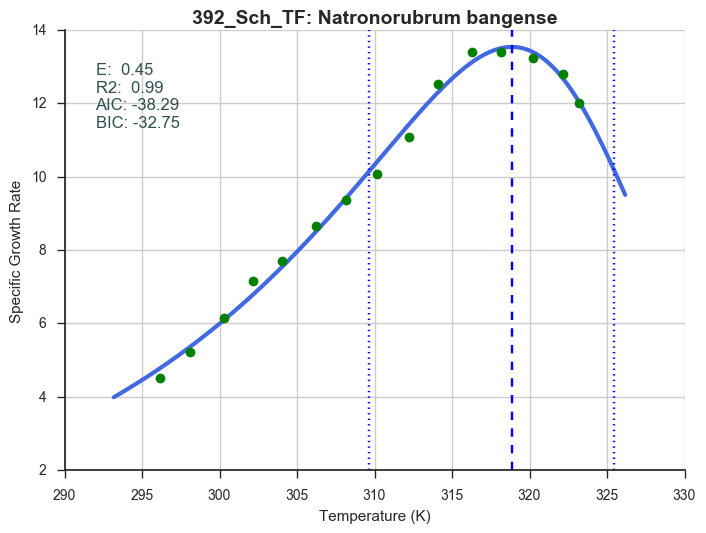 392_Sch_TF: Natronorubrum bangense
E:  0.45
R2:  0.99
AIC: -38.29
BIC: -32.75
Specific Growth Rate
14
12
10
8
6
4
2
290 295 300 305 310 315 320 325 330
Temperature (K)